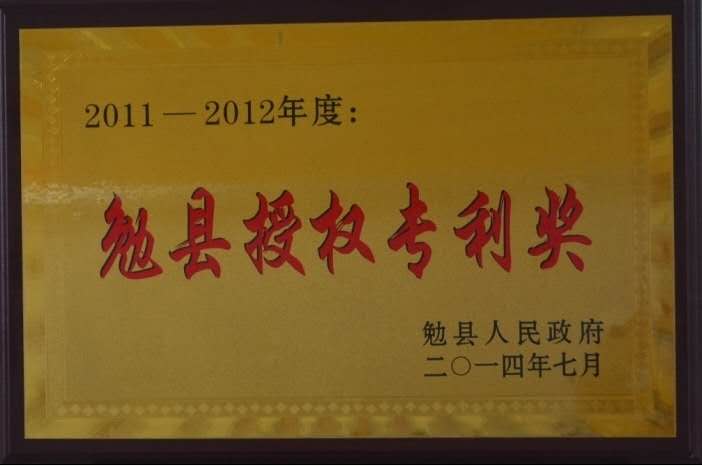 2011—2012年度:
勉县授权专利奖
勉县人民政府
二〇一四年七月